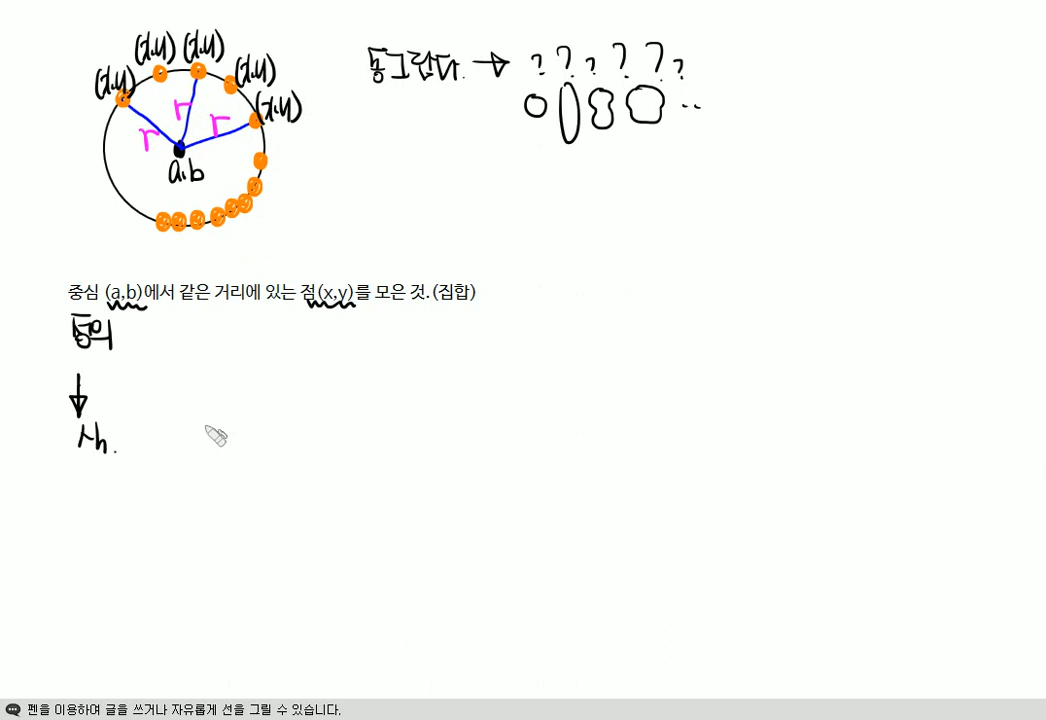 (x,y) (x,y)
(x,y) (x,y)
(x,y)
r r r
a,b
동그랗다. → ? ? ? ? ? ?
중심 (a,b)에서 같은 거리에 있는 점(x,y)를 모은 것.(집합)
정의
↓
식.
펜을 이용하여 글을 쓰거나 자유롭게 선을 그릴 수 있습니다.